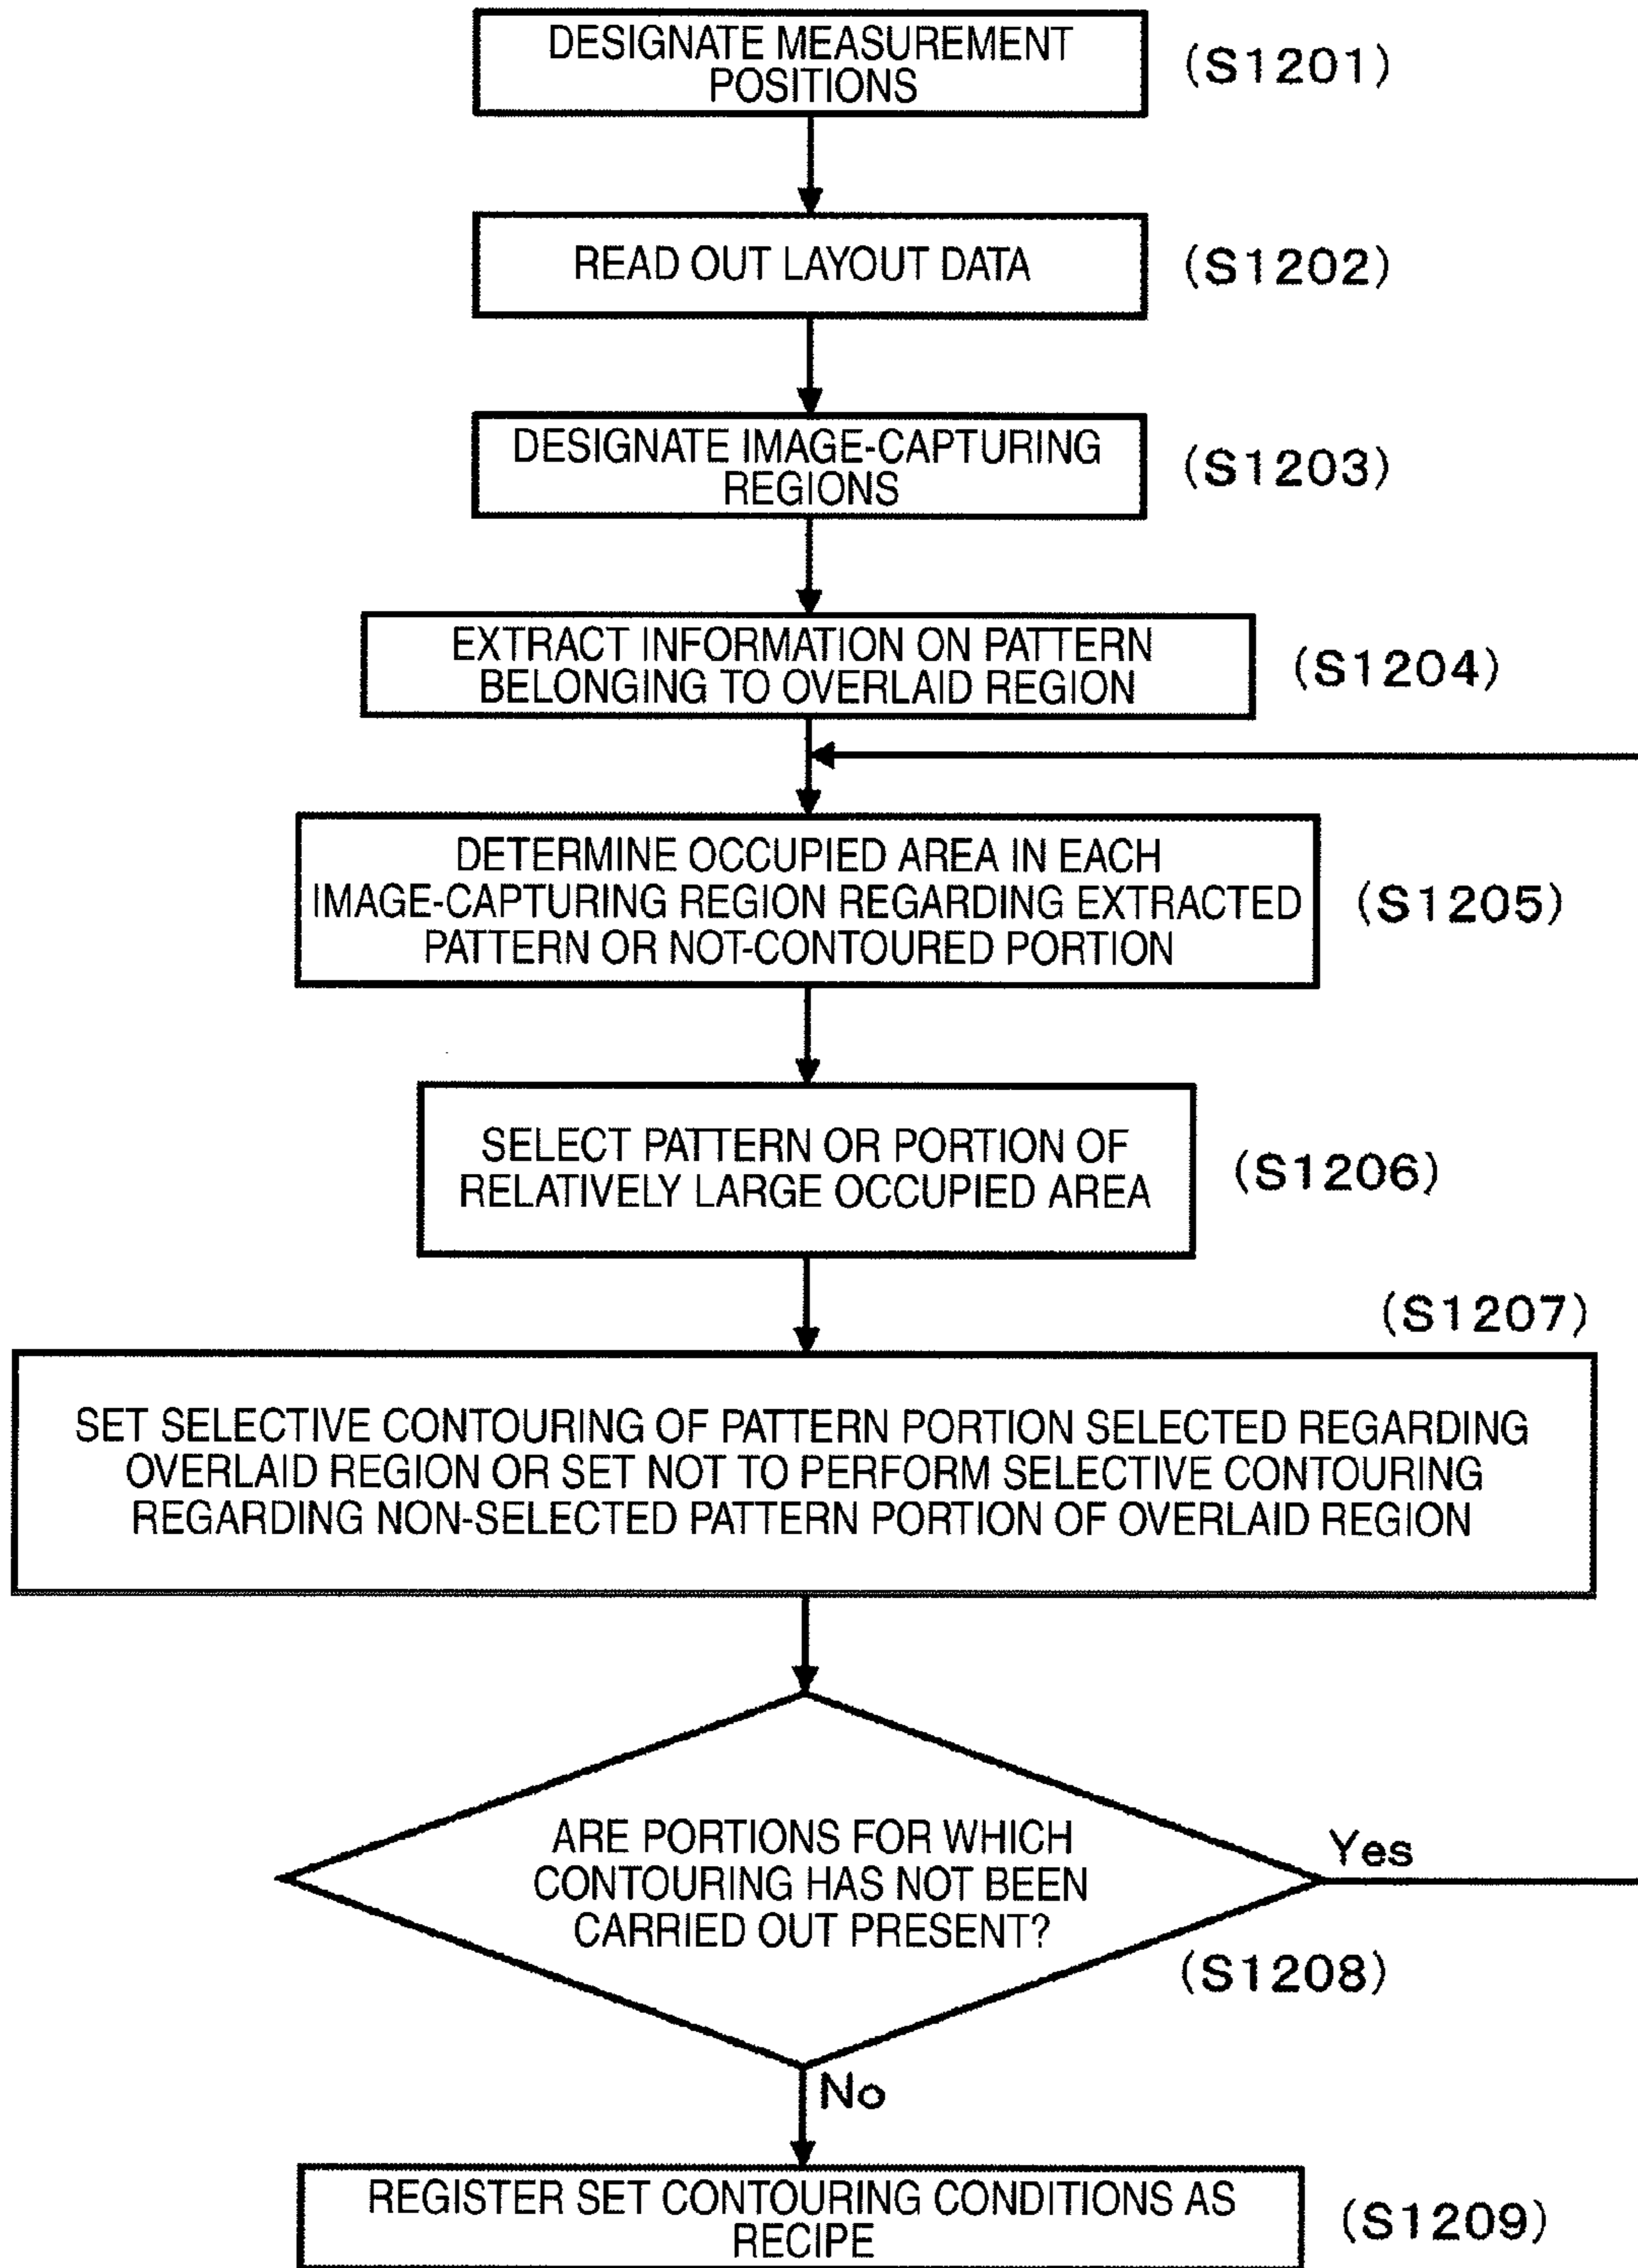 DESIGNATE MEASUREMENT
POSITIONS
(S1201)
READ OUT LAYOUT DATA
(S1202)
DESIGNATE IMAGE-CAPTURING
REGIONS
(S1203)
EXTRACT INFORMATION ON PATTERN
BELONGING TO OVERLAID REGION
(S1204)
DETERMINE OCCUPIED AREA IN EACH
IMAGE-CAPTURING REGION REGARDING EXTRACTED
PATTERN OR NOT-CONTOURED PORTION
(S1205)
SELECT PATTERN OR PORTION OF
RELATIVELY LARGE OCCUPIED AREA
(S1206)
(S1207)
SET SELECTIVE CONTOURING OF PATTERN PORTION SELECTED REGARDING
OVERLAID REGION OR SET NOT TO PERFORM SELECTIVE CONTOURING
REGARDING NON-SELECTED PATTERN PORTION OF OVERLAID REGION
ARE PORTIONS FOR WHICH
CONTOURING HAS NOT BEEN
CARRIED OUT PRESENT?
Yes
(S1208)
No
REGISTER SET CONTOURING CONDITIONS AS
RECIPE
(S1209)